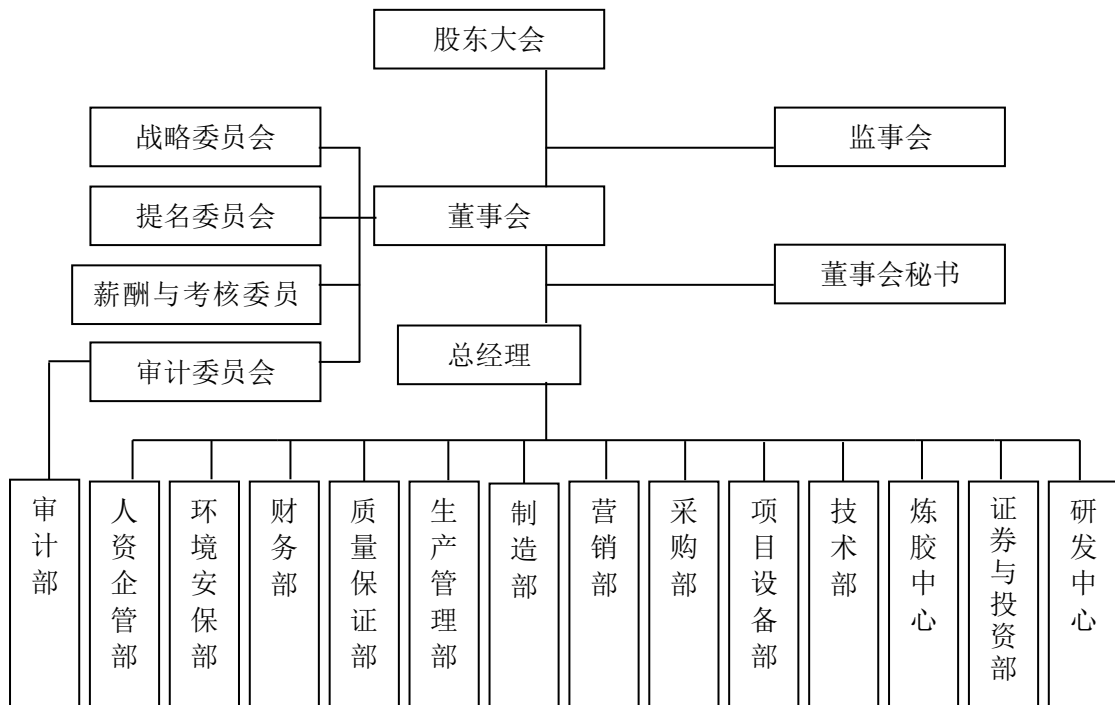 股东大会
战略委员会
监事会
提名委员会
董事会
薪酬与考核委员
董事会秘书
总经理
审计委员会
审计部
人资企管部
环境安保部
财务部
质量保证部
生产管理部
制造部
营销部
采购部
项目设备部
技术部
炼胶中心
证券与投资部
研发中心